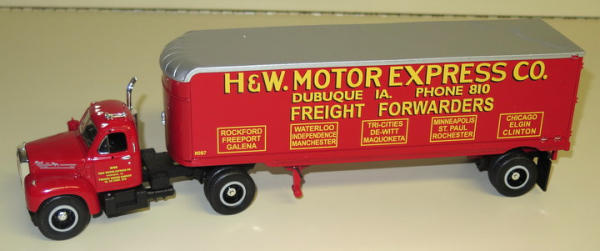 H&W. MOTOR EXPRESS CO.
DUBUQUE IA. PHONE 810
FREIGHT FORWARDERS
ROCKFORD
FREEPORT
GALENA
WATERLOO
INDEPENDENCE
MANCHESTER
TRI-CITIES
DE-WITT
MAQUOKETA
MINNEAPOLIS
ST. PAUL
ROCHESTER
CHICAGO
ELGIN
CLINTON